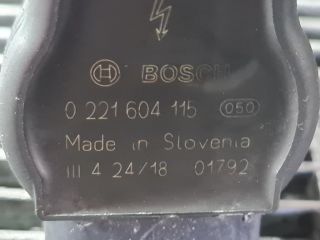 BOSCH
0 221 604 115 050
Made in Slovenia
III 4 24/18 01792